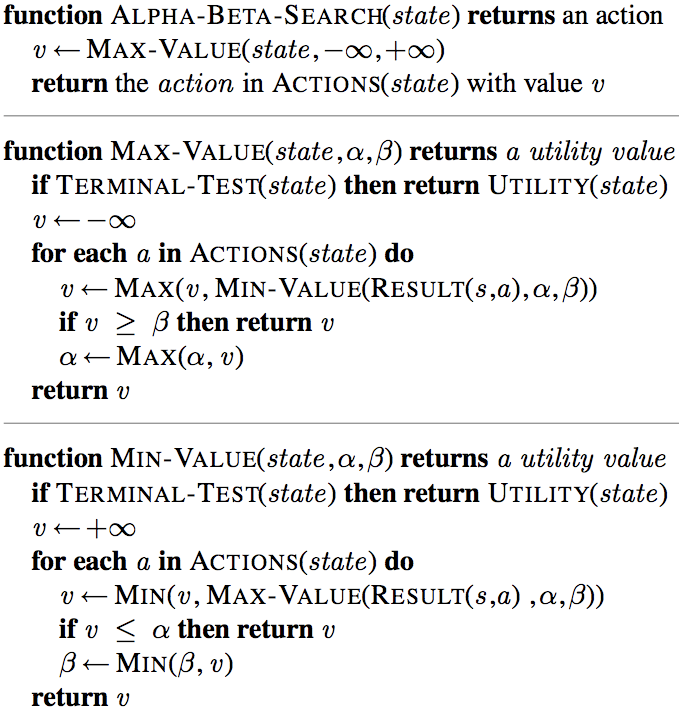 function ALPHA-BETA-SEARCH(state) returns an action
v ← MAX-VALUE(state, −∞, +∞)
return the action in ACTIONS(state) with value v
function MAX-VALUE(state, α, β) returns a utility value
if TERMINAL-TEST(state) then return UTILITY(state)
v ← −∞
for each a in ACTIONS(state) do
v ← MAX(v, MIN-VALUE(RESULT(s,a), α, β))
if v ≥ β then return v
α ← MAX(α, v)
return v
function MIN-VALUE(state, α, β) returns a utility value
if TERMINAL-TEST(state) then return UTILITY(state)
v ← +∞
for each a in ACTIONS(state) do
v ← MIN(v, MAX-VALUE(RESULT(s,a) , α, β))
if v ≤ α then return v
β ← MIN(β, v)
return v